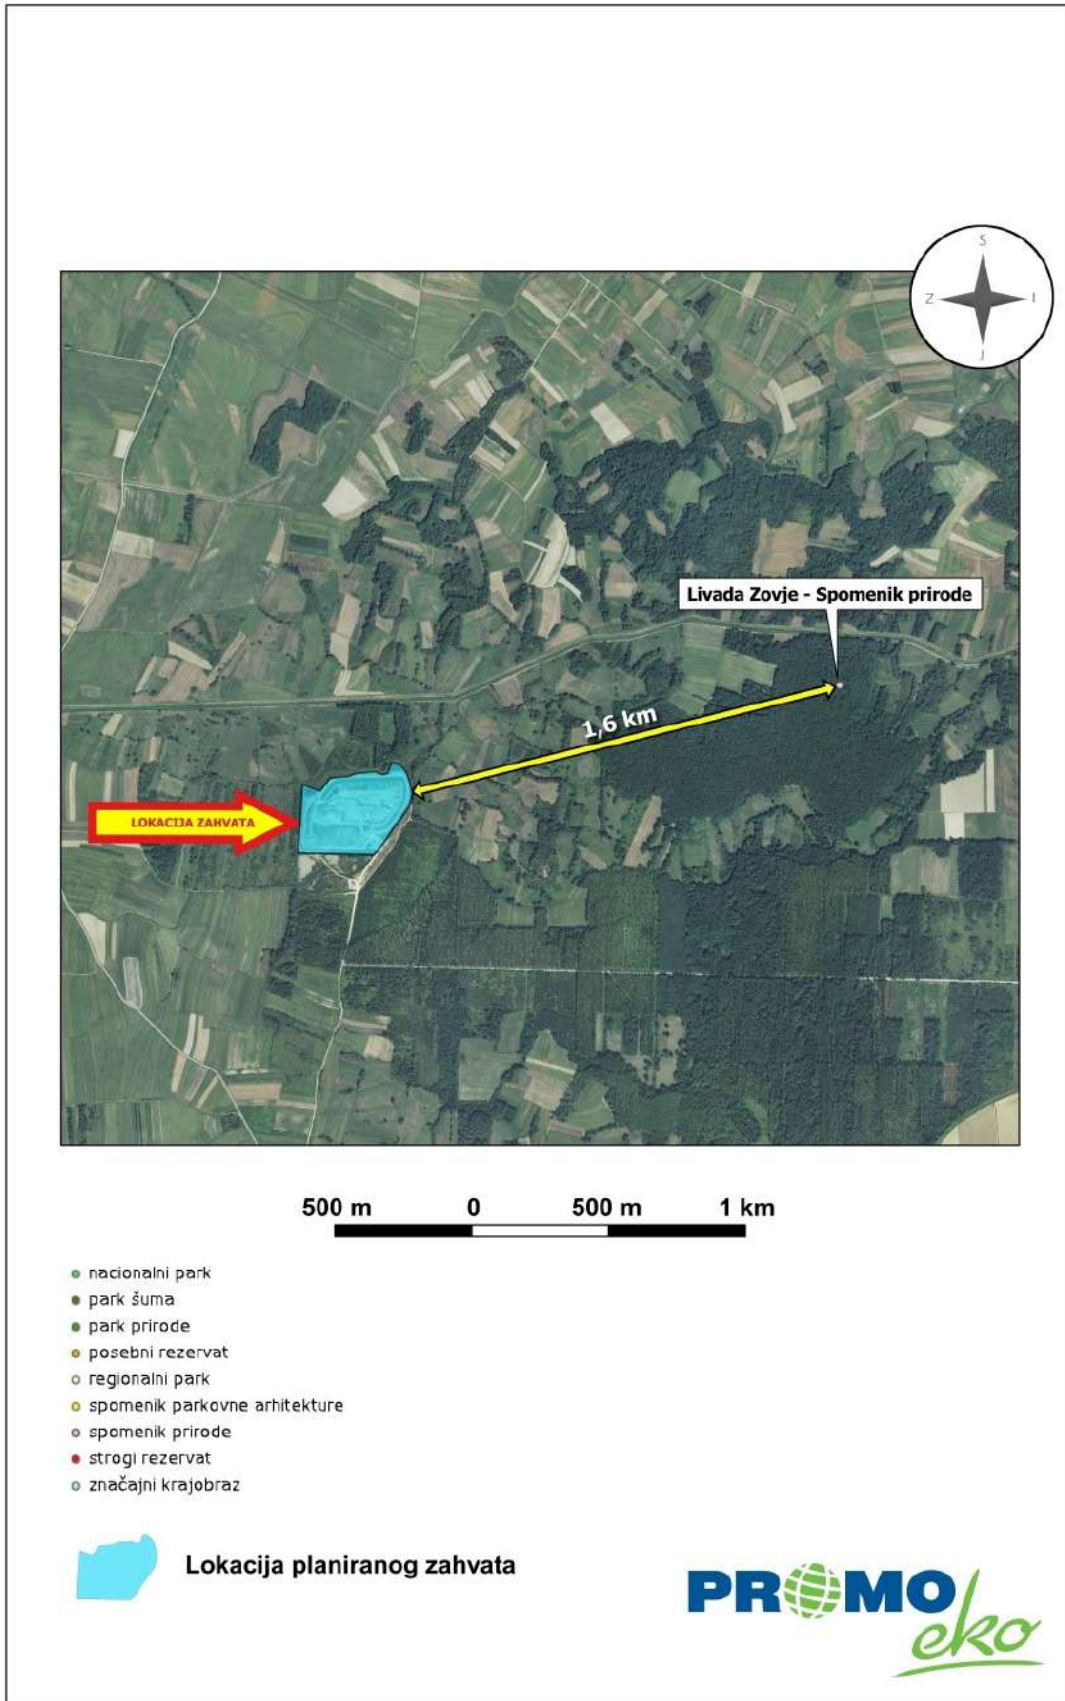 S
Z
I
J
Livada Zovje - Spomenik prirode
1,6 km
LOKACIJA ZAHVATA
500 m 0 500 m 1 km
nacionalni park
park šuma
park prirode
posebni rezervat
regionalni park
spomenik parkovne arhitekture
spomenik prirode
strogi rezervat
značajni krajobraz
Lokacija planiranog zahvata
PROMO
eko